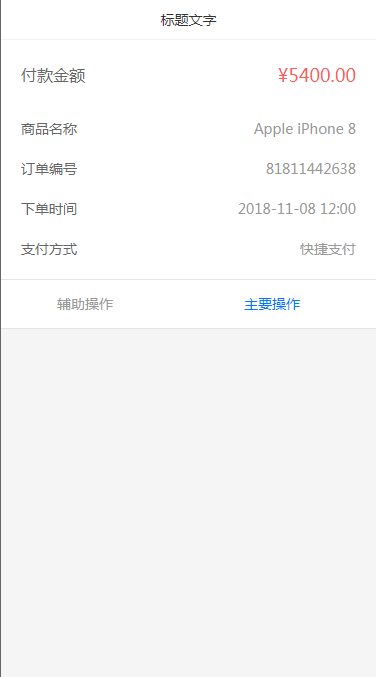 标题文字
付款金额 ¥5400.00
商品名称 Apple iPhone 8
订单编号 81811442638
下单时间 2018-11-08 12:00
支付方式 快捷支付
辅助操作 主要操作